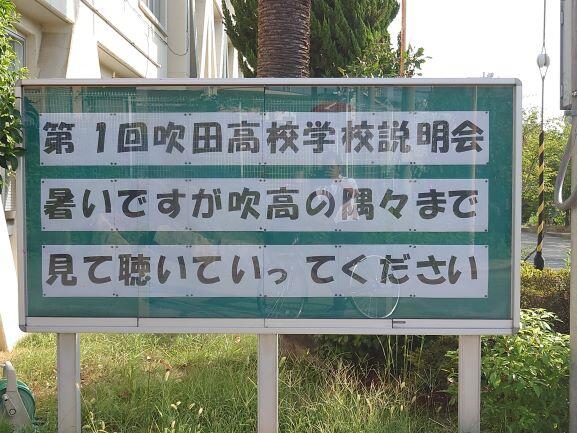 第1回吹田高校学校説明会
暑いですが吹高の隅々まで
見て聴いていってください